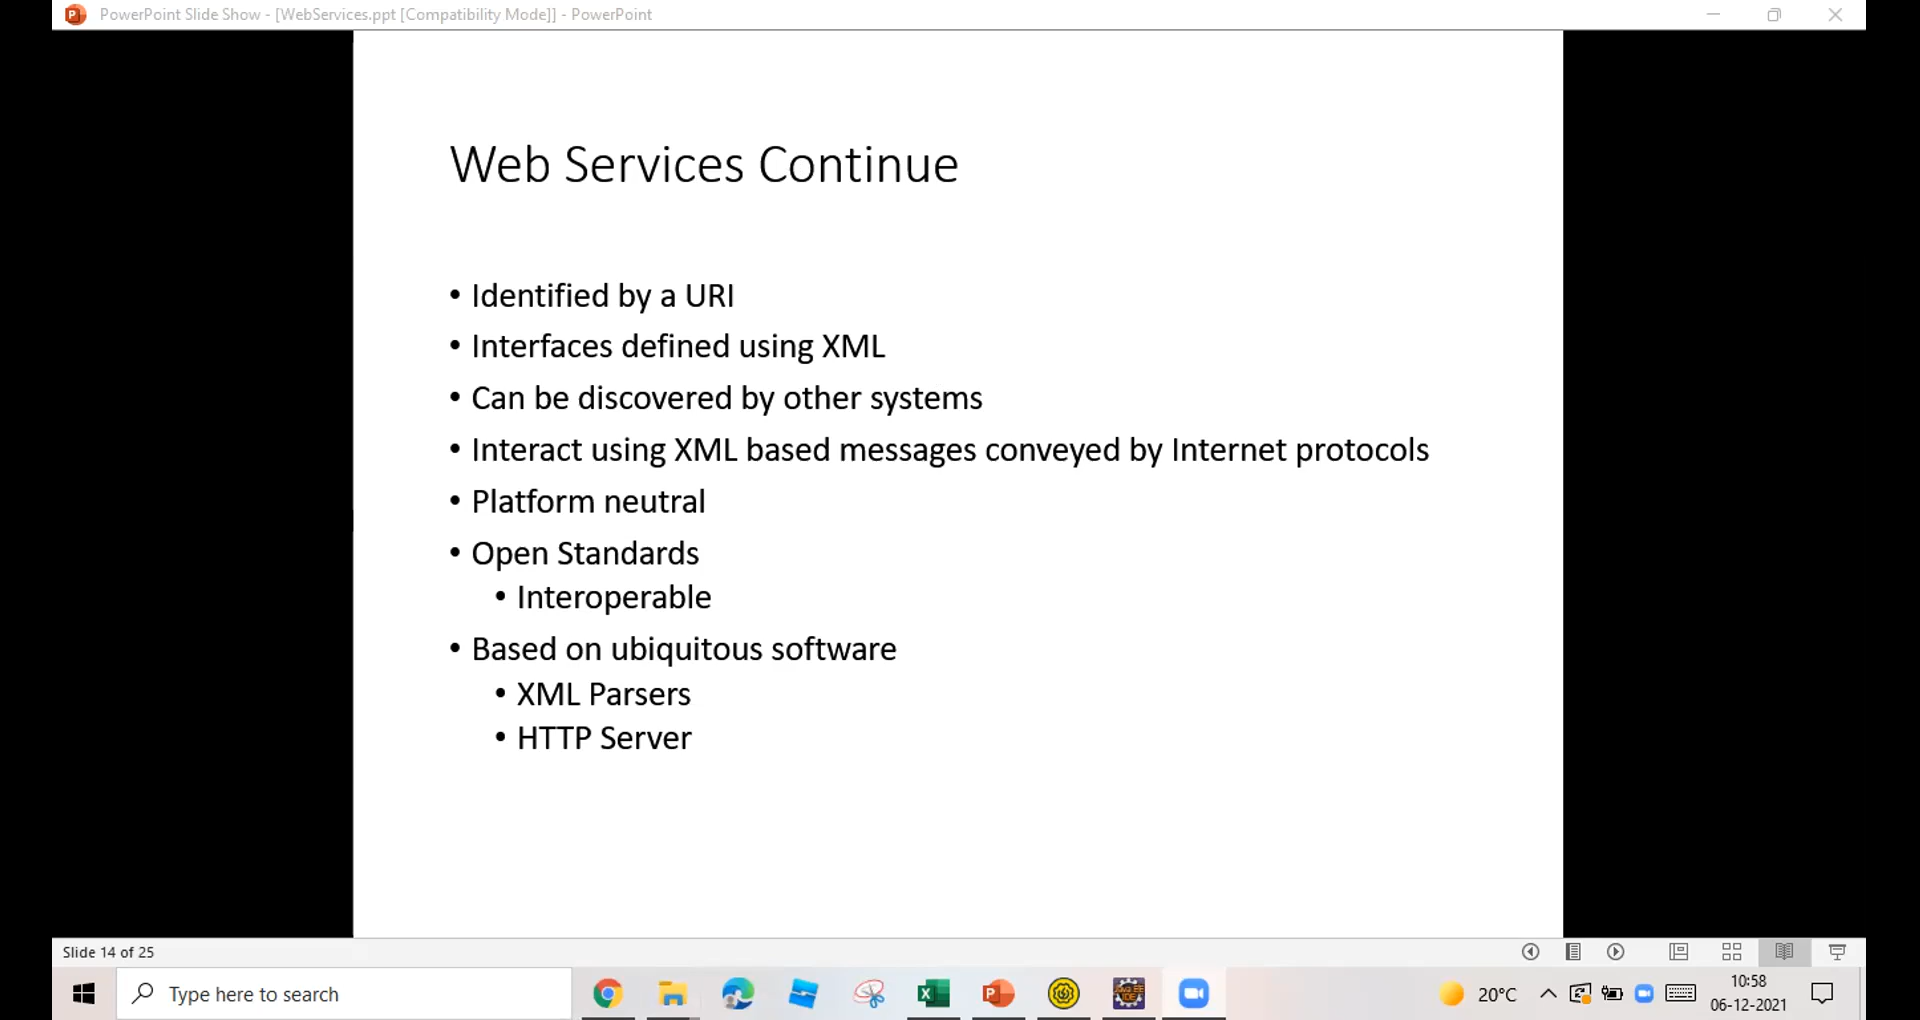 PowerPoint Slide Show - [WebServices.ppt [Compatibility Mode]] - PowerPoint
Web Services Continue
• Identified by a URI
• Interfaces defined using XML
• Can be discovered by other systems
• Interact using XML based messages conveyed by Internet protocols
• Platform neutral
• Open Standards
• Interoperable
• Based on ubiquitous software
• XML Parsers
• HTTP Server
Slide 14 of 25
Type here to search
Java EE
IDE
20°C
10:58
06-12-2021